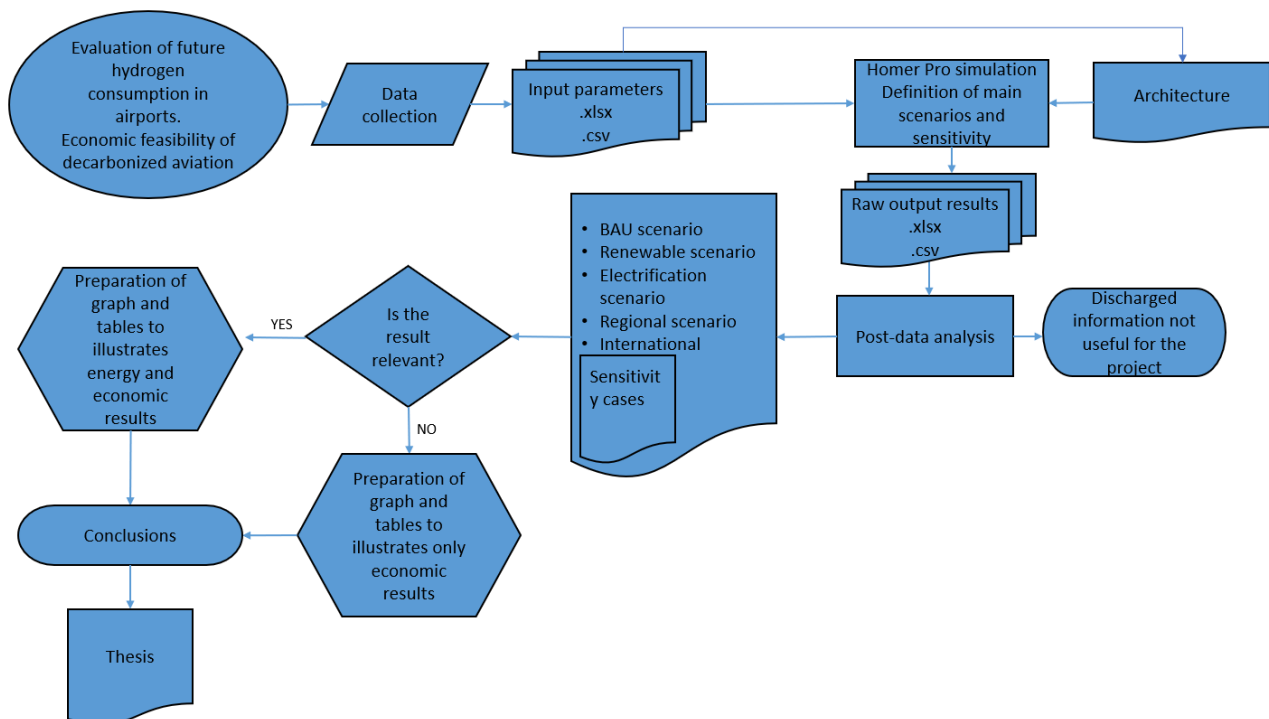 Evaluation of future
hydrogen
consumption in
airports.
Economic feasibility of
decarbonized aviation
Data
collection
Input parameters
.xlsx
.csv
Homer Pro simulation
Definition of main
scenarios and
sensitivity
Architecture
Raw output results
.xlsx
.csv
Post-data analysis
Discharged
information not
useful for the
project
• BAU scenario
• Renewable scenario
• Electrification
scenario
• Regional scenario
• International
Sensitivit
y cases
Is the
result
relevant?
YES
NO
Preparation of
graph and
tables to
illustrates
energy and
economic
results
Preparation of
graph and
tables to
illustrates only
economic
results
Conclusions
Thesis